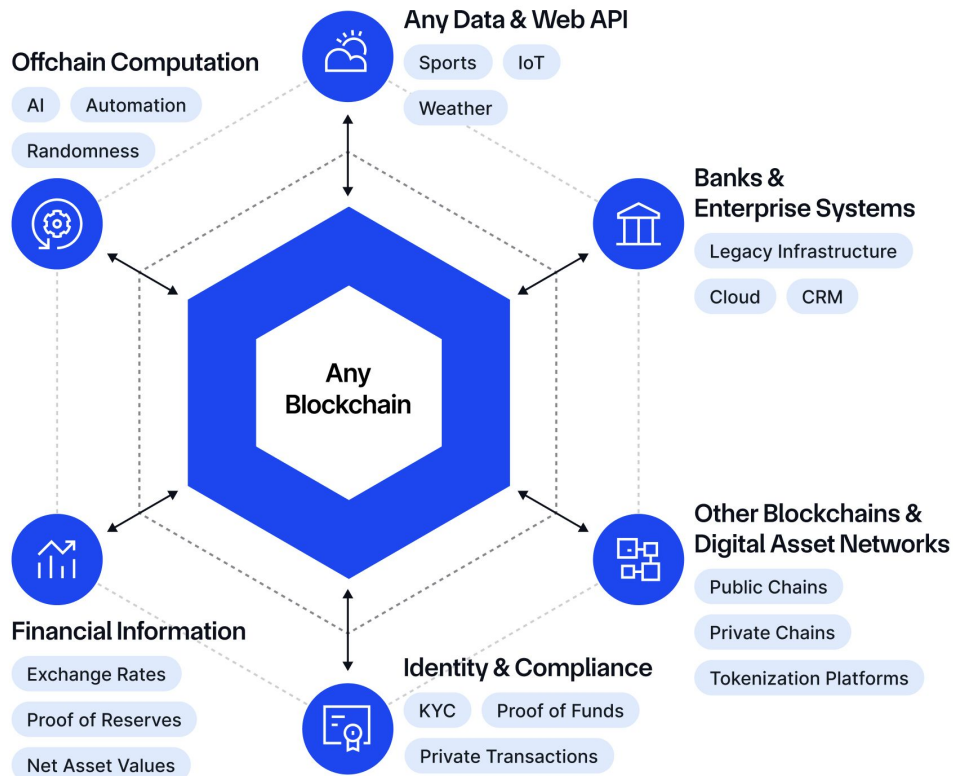 Any Data & Web API
Sports
IoT
Weather
Offchain Computation
AI
Automation
Randomness
Banks &
Enterprise Systems
Legacy Infrastructure
Cloud
CRM
Any
Blockchain
Other Blockchains &
Digital Asset Networks
Public Chains
Private Chains
Tokenization Platforms
Financial Information
Exchange Rates
Proof of Reserves
Net Asset Values
Identity & Compliance
KYC
Proof of Funds
Private Transactions